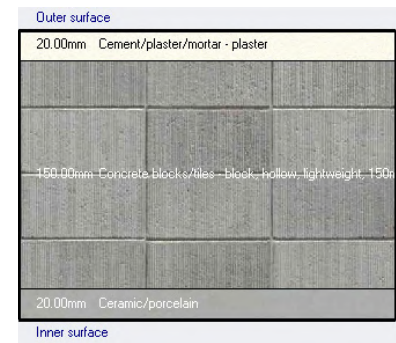 Outer surface
20.00mm Cement/plaster/mortar - plaster
150.00mm Concrete blocks/tiles - block, hollow, lightweight, 150m
20.00mm Ceramic/porcelain
Inner surface